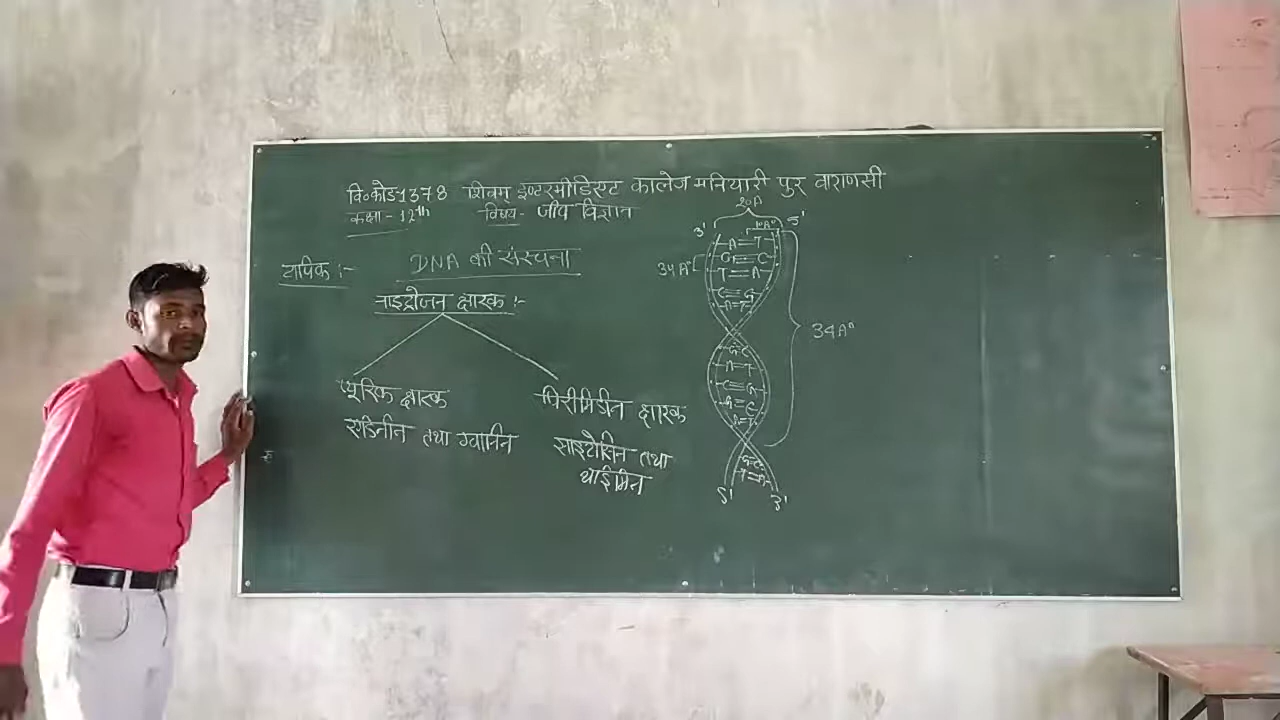 वि०कोड-1378 शिवम् इण्टरमीडिएट कालेज मनियारी पुर वाराणसी
कक्षा - 12th विषय - जीव विज्ञान
टापिक :- DNA की संरचना
नाइट्रोजन क्षारक :-
प्यूरिक क्षारक पिरीमिडीन क्षारक
एडिनीन तथा ग्वानिन साइटोसिन तथा
थाईमिन
20A
10A°
3' 5'
A=T
G≡C
34A°
T=A
C≡G
A=T
34A°
G C
A-T
C≡G
G=C
5' 3'